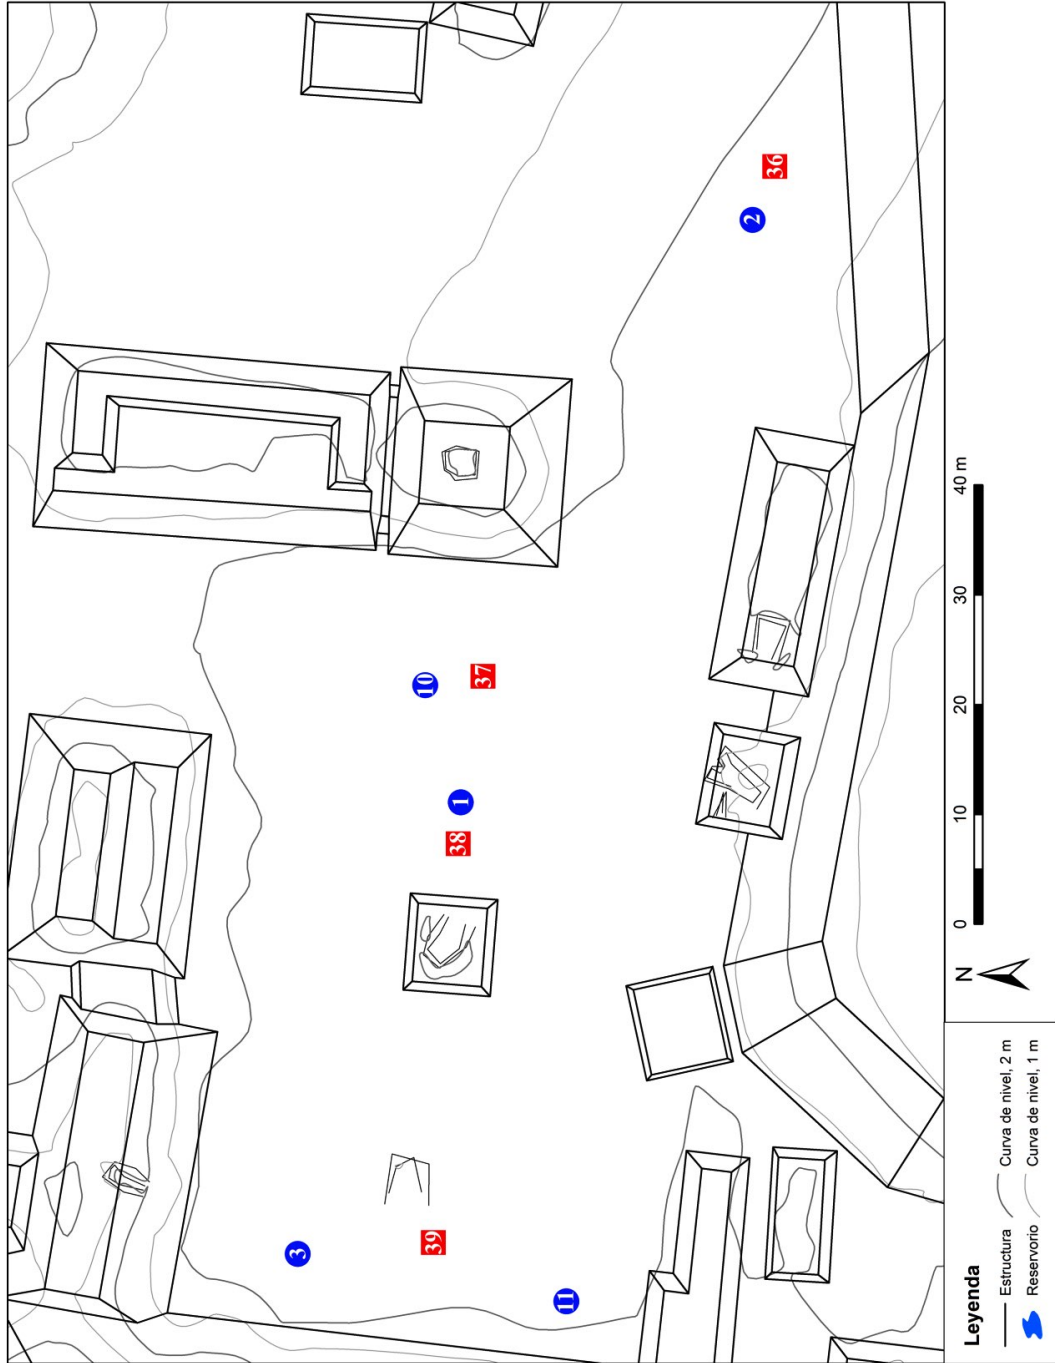 36
2
37
10
1
38
39
3
11
0 10 20 30 40 m
N
Leyenda
Estructura
Reservorio
Curva de nivel, 2 m
Curva de nivel, 1 m